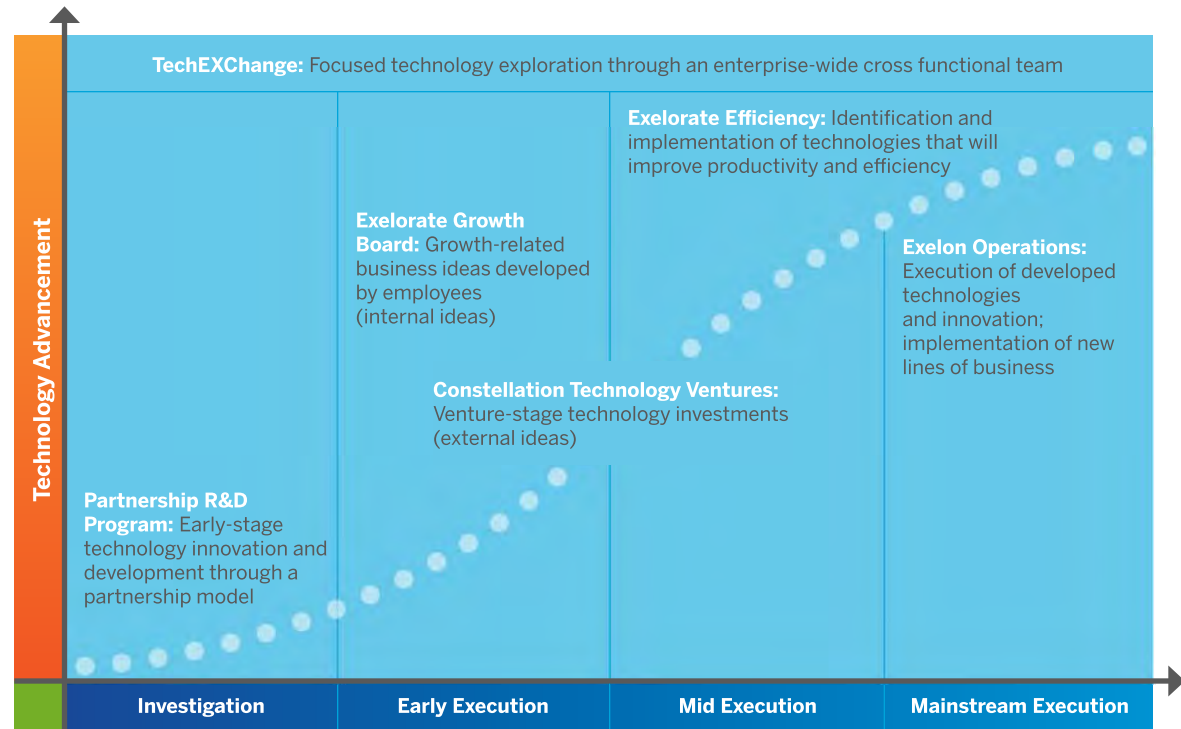 TechEXChange: Focused technology exploration through an enterprise-wide cross functional team
Exelorate Efficiency: Identification and
implementation of technologies that will
improve productivity and efficiency
Exelorate Growth
Board: Growth-related
business ideas developed
by employees
(internal ideas)
Exelon Operations:
Execution of developed
technologies
and innovation;
implementation of new
lines of business
Constellation Technology Ventures:
Venture-stage technology investments
(external ideas)
Partnership R&D
Program: Early-stage
technology innovation and
development through a
partnership model
Technology Advancement
Investigation
Early Execution
Mid Execution
Mainstream Execution